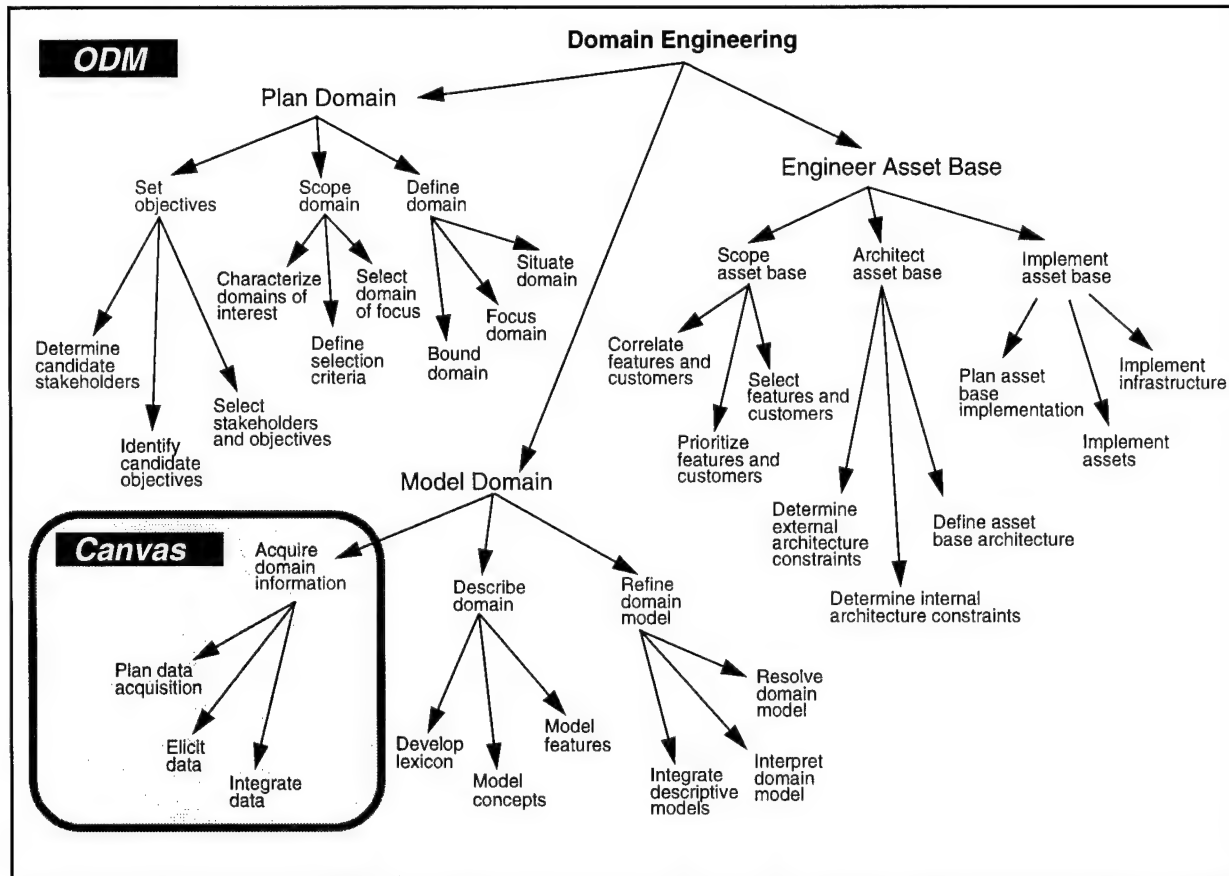 Domain Engineering
ODM
Plan Domain
Set
objectives
Scope
domain
Define
domain
Determine
candidate
stakeholders
Identify
candidate
objectives
Select
stakeholders
and objectives
Characterize
domains of
interest
Define
selection
criteria
Select
domain
of focus
Bound
domain
Focus
domain
Situate
domain
Engineer Asset Base
Scope
asset base
Architect
asset base
Implement
asset base
Correlate
features and
customers
Prioritize
features and
customers
Select
features and
customers
Determine
external
architecture
constraints
Determine internal
architecture constraints
Define asset
base architecture
Plan asset
base
implementation
Implement
assets
Implement
infrastructure
Model Domain
Canvas
Acquire
domain
information
Plan data
acquisition
Elicit
data
Integrate
data
Describe
domain
Develop
lexicon
Model
concepts
Model
features
Refine
domain
model
Integrate
descriptive
models
Interpret
domain
model
Resolve
domain
model